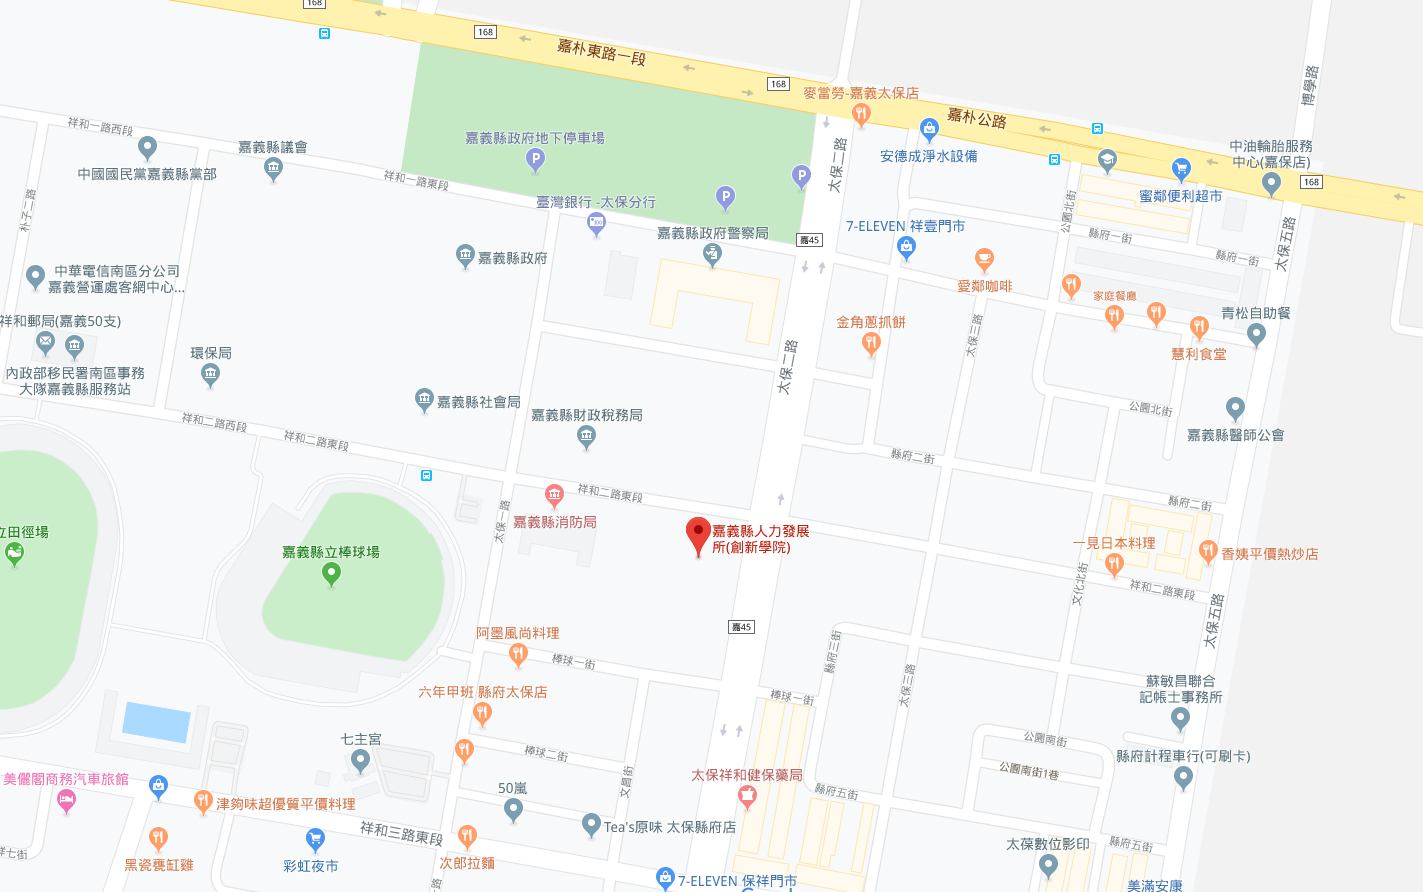 168
168
嘉朴東路一段
168
麥當勞-嘉義太保店
嘉朴公路
博學路
祥和一路西段
嘉義縣議會
中國國民黨嘉義縣黨部
嘉義縣政府地下停車場
太保二路
安德成淨水設備
中油輪胎服務
中心(嘉保店)
168
蜜鄰便利超市
祥和一路東段
朴子二路
臺灣銀行 -太保分行
公園北街
嘉義縣政府警察局
嘉45
7-ELEVEN 祥壹門市
縣府一街
縣府一街
太保五路
嘉義縣政府
中華電信南區分公司
嘉義營運處客網中心...
愛鄰咖啡
家庭餐廳
祥和郵局(嘉義50支)
金角蔥抓餅
太保三路
青松自助餐
環保局
慧利食堂
內政部移民署南區事務
大隊嘉義縣服務站
太保二路
嘉義縣社會局
嘉義縣財政稅務局
公園北街
祥和二路西段
祥和二路東段
縣府二街
嘉義縣醫師公會
祥和二路東段
縣府二街
嘉義縣消防局
太保一路
嘉義縣人力發展
所(創新學院)
立田徑場
嘉義縣立棒球場
一見日本料理
香姨平價熱炒店
文化北街
祥和二路東段
嘉45
太保五路
阿墨風尚料理
棒球一街
縣府三街
太保三路
六年甲班 縣府太保店
棒球一街
蘇敏昌聯合
記帳士事務所
七主宮
棒球二街
公園南街
縣府計程車行(可刷卡)
美儷閣商務汽車旅館
文昌街
太保祥和健保藥局
公園南街1巷
50嵐
縣府五街
津夠味超優質平價料理
祥和三路東段
Tea's原味 太保縣府店
黑瓷甕缸雞
彩虹夜市
次郎拉麵
太葆數位影印
縣府五街
祥七街
7-ELEVEN 保祥門市
美滿安康